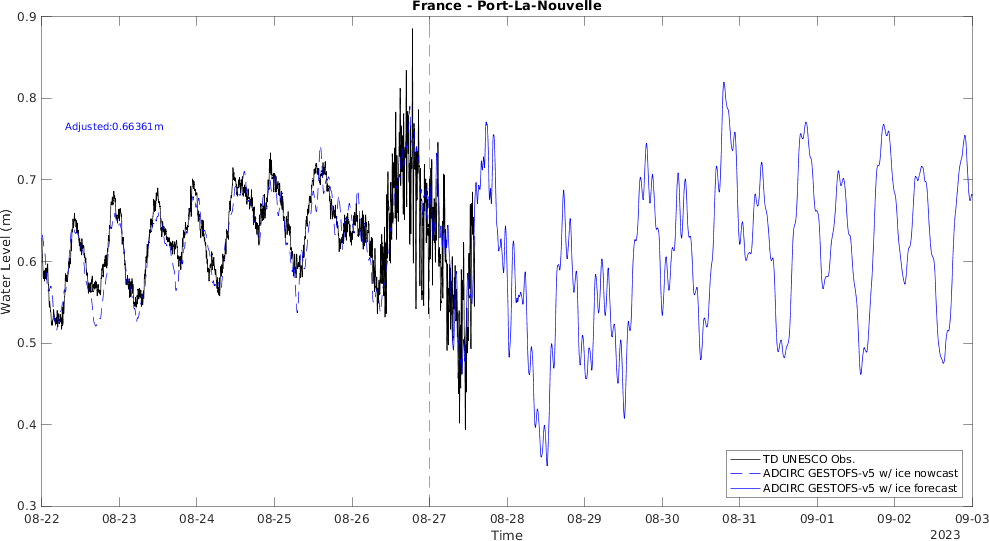 France - Port-La-Nouvelle
0.9
0.8
0.7
0.6
0.5
0.4
0.3
Water Level (m)
Adjusted:0.66361m
TD UNESCO Obs.
ADCIRC GESTOFS-v5 w/ ice nowcast
ADCIRC GESTOFS-v5 w/ ice forecast
08-22 08-23 08-24 08-25 08-26 08-27 08-28 08-29 08-30 08-31 09-01 09-02 09-03
Time
2023